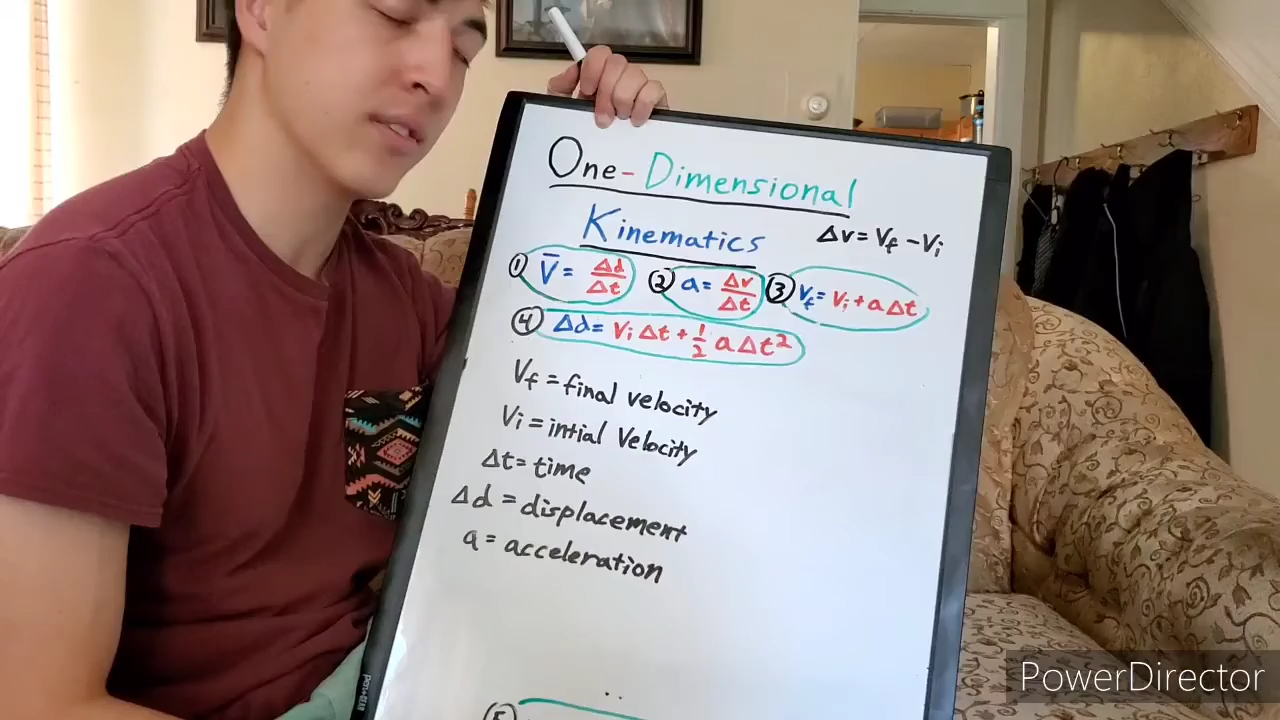 One-Dimensional
Kinematics
Δv = Vf - Vi
① V̄ = Δd/Δt ② a = Δv/Δt ③ Vf = Vi + aΔt
④ Δd = ViΔt + 1/2 aΔt²
Vf = final velocity
Vi = intial Velocity
Δt = time
Δd = displacement
a = acceleration
PowerDirector